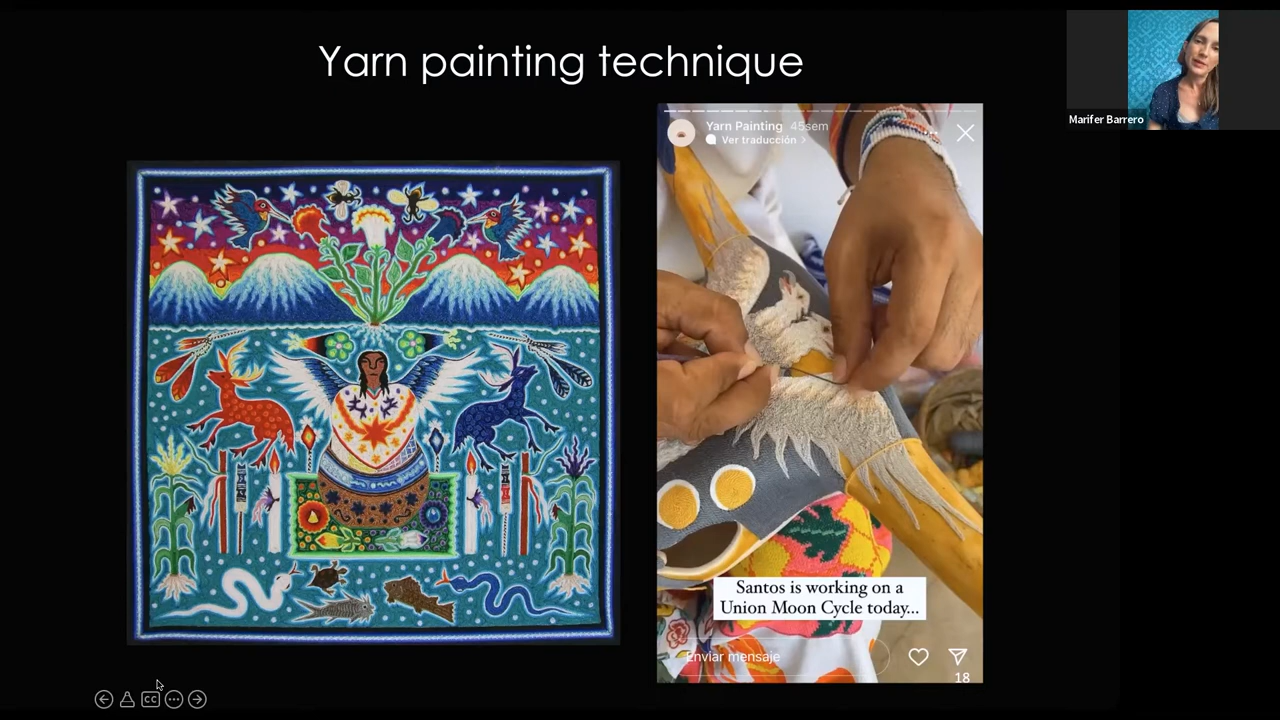 Yarn painting technique
Marifer Barrero
Yarn Painting 45sem
Ver traducción
Santos is working on a
Union Moon Cycle today...
Enviar mensaje
18
CC